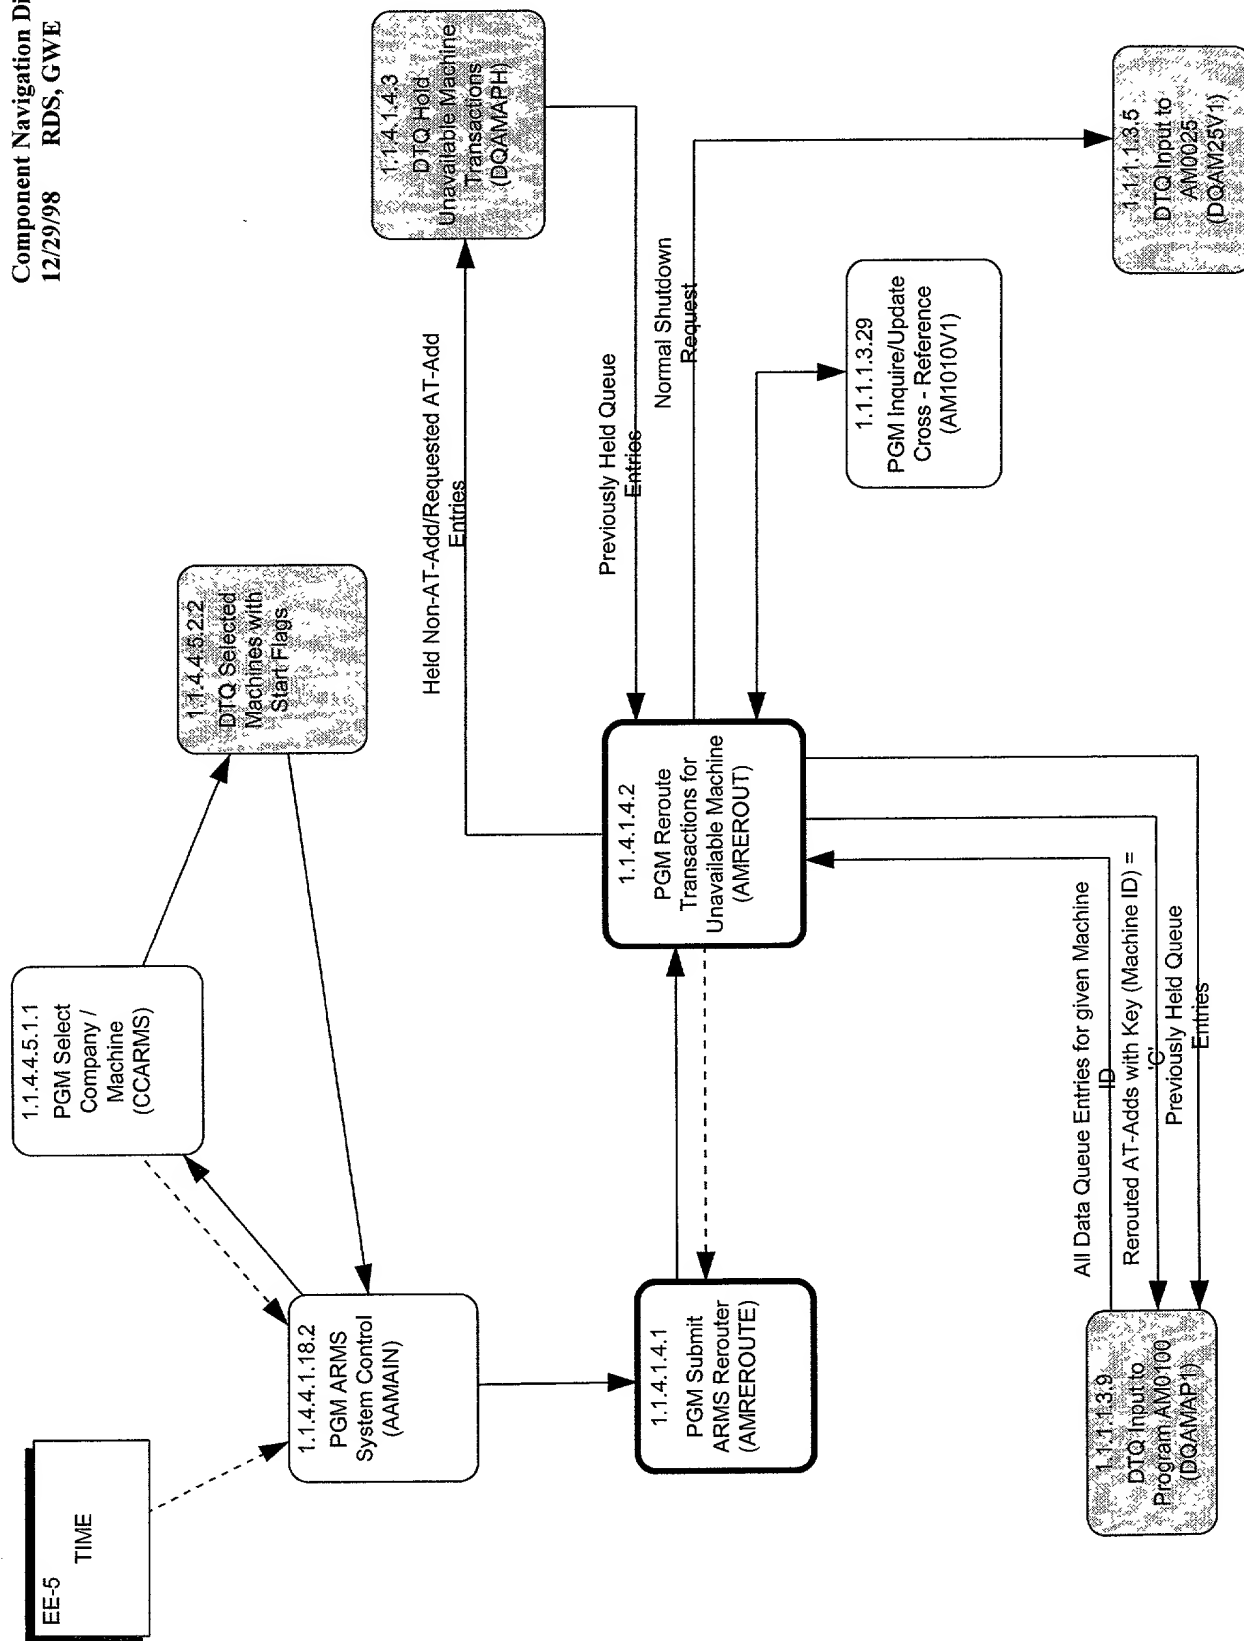 Component Navigation Di
12/29/98 RDS, GWE
EE-5
TIME
1.1.4.4.5.1.1
PGM Select
Company /
Machine
(CCARMS)
1.1.4.4.5.2.2
DTQ Selected
Machines with
Start Flags
1.1.4.4.1.18.2
PGM ARMS
System Control
(AAMAIN)
1.1.4.1.4.1
PGM Submit
ARMS Rerouter
(AMREROUTE)
1.1.4.1.4.2
PGM Reroute
Transactions for
Unavailable Machine
(AMREROUT)
Held Non-AT-Add/Requested AT-Add
Entries
1.1.4.1.4.3
DTQ Hold
Unavailable Machine
Transactions
(DQAMAPH)
Previously Held Queue
Entries
Normal Shutdown
Request
1.1.1.1.3.29
PGM Inquire/Update
Cross - Reference
(AM1010V1)
1.1.1.1.3.5
DTQ Input to
AM0025
(DQAM25V1)
All Data Queue Entries for given Machine
ID
Rerouted AT-Adds with Key (Machine ID) =
'C'
Previously Held Queue
Entries
1.1.1.1.3.9
DTQ Input to
Program AM0100
(DQAMAP1)